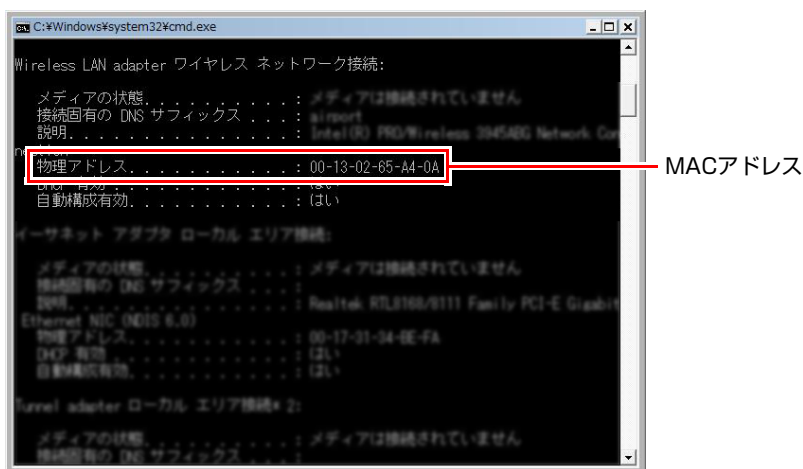 C:¥Windows¥system32¥cmd.exe
Wireless LAN adapter ワイヤレス ネットワーク接続:
メディアの状態. . . . . . . . . . . : メディアは接続されていません
接続固有の DNS サフィックス . . . : airport
説明. . . . . . . . . . . . . . . : Intel(R) PRO/Wireless 3945ABG Network Con
物理アドレス. . . . . . . . . . . . : 00-13-02-65-A4-0A
MACアドレス
DHCP 有効 . . . . . . . . . . . . : はい
自動構成有効. . . . . . . . . . . . : はい
イーサネット アダプタ ローカル エリア接続:
メディアの状態. . . . . . . . . . . : メディアは接続されていません
接続固有の DNS サフィックス . . . :
説明. . . . . . . . . . . . . . . : Realtek RTL8168/8111 Family PCI-E Gigabit
Ethernet NIC (NDIS 6.0)
物理アドレス. . . . . . . . . . . . : 00-17-31-34-BE-FA
DHCP 有効 . . . . . . . . . . . . : はい
自動構成有効. . . . . . . . . . . . : はい
Tunnel adapter ローカル エリア接続* 2:
メディアの状態. . . . . . . . . . . : メディアは接続されていません
接続固有の DNS サフィックス . . . :